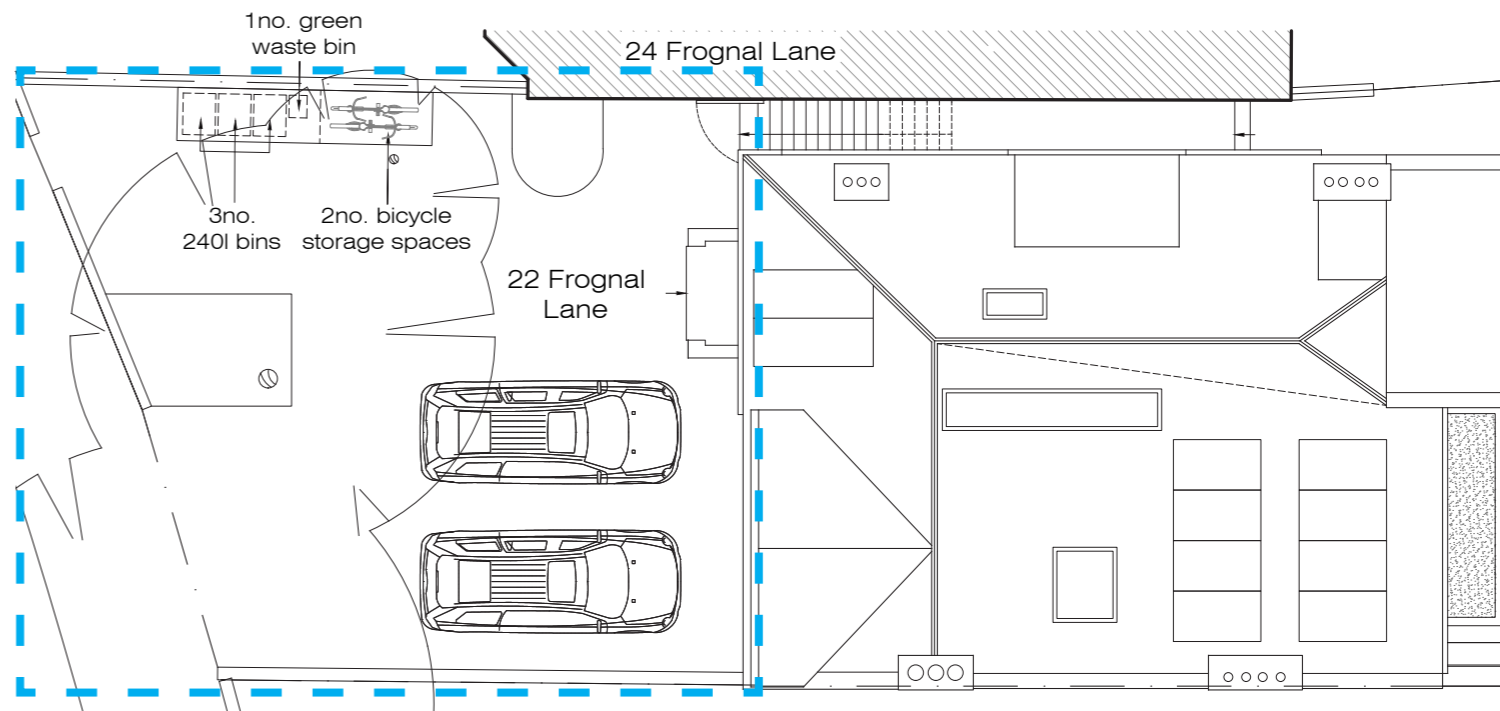 1no. green
waste bin
24 Frognal Lane
3no.
240l bins
2no. bicycle
storage spaces
22 Frognal
Lane